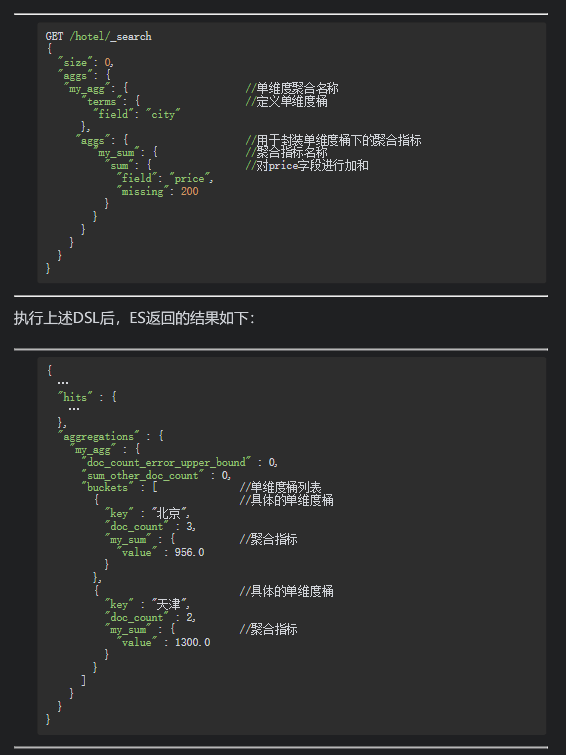 GET /hotel/_search
{
  "size": 0,
  "aggs": {
   "my_agg": {                    //单维度聚合名称
      "terms": {                  //定义单维度桶
        "field": "city"
      },
     "aggs": {                    //用于封装单维度桶下的聚合指标
        "my_sum": {               //聚合指标名称
          "sum": {                //对price字段进行加和
            "field": "price",
            "missing": 200
          }
        }
      }
    }
  }
}
执行上述DSL后，ES返回的结果如下：
{
  …
  "hits" : {
    …
  },
  "aggregations" : {
    "my_agg" : {
      "doc_count_error_upper_bound" : 0,
      "sum_other_doc_count" : 0,
      "buckets" : [              //单维度桶列表
        {                        //具体的单维度桶
          "key" : "北京",
          "doc_count" : 3,
          "my_sum" : {           //聚合指标
            "value" : 956.0
          }
        },
        {                        //具体的单维度桶
          "key" : "天津",
          "doc_count" : 2,
          "my_sum" : {           //聚合指标
            "value" : 1300.0
          }
        }
      ]
    }
  }
}